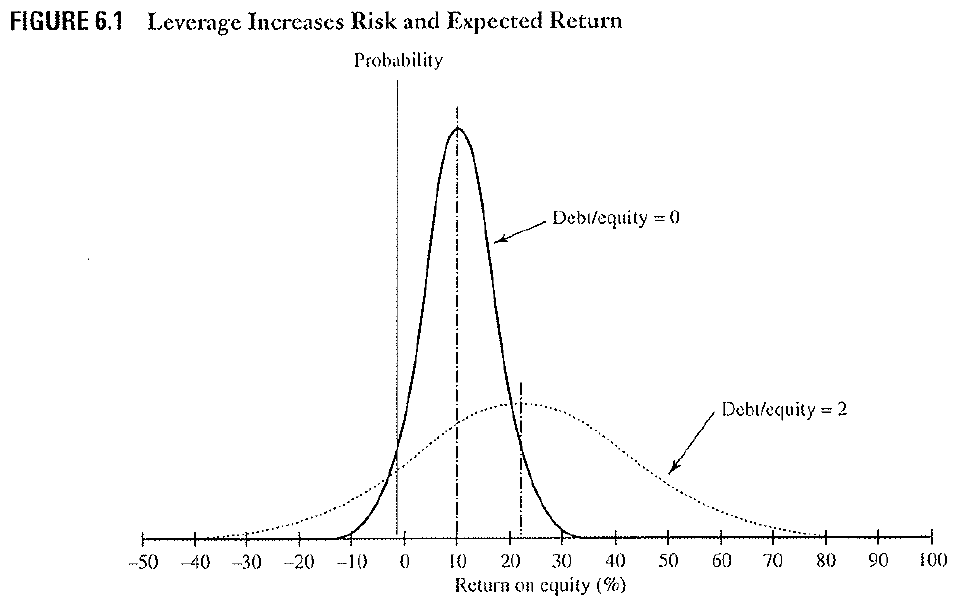 FIGURE 6.1 Leverage Increases Risk and Expected Return
Probability
Debt/equity = 0
Debt/equity = 2
–50 –40 –30 –20 –10 0 10 20 30 40 50 60 70 80 90 100
Return on equity (%)